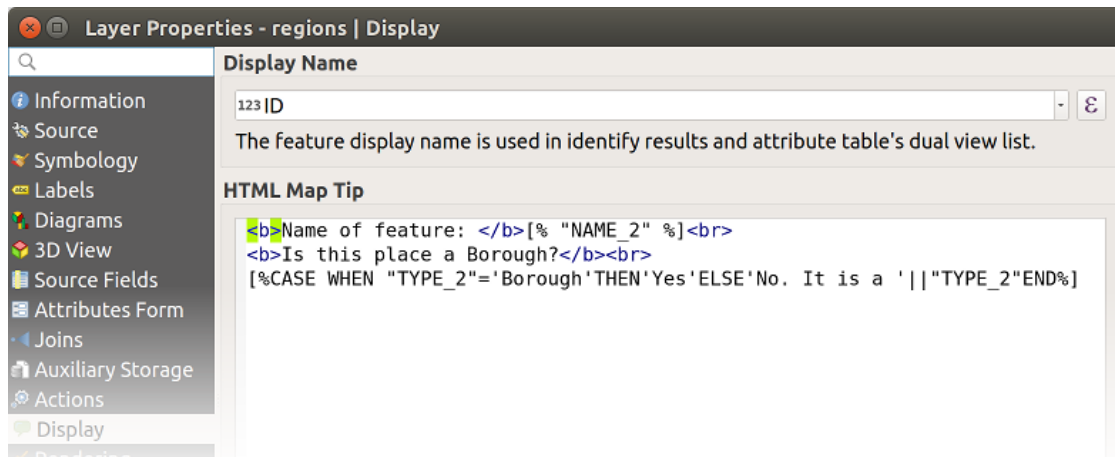 Layer Properties - regions | Display
Information
Source
Symbology
Labels
Diagrams
3D View
Source Fields
Attributes Form
Joins
Auxiliary Storage
Actions
Display
Rendering
Display Name
123 ID
ε
The feature display name is used in identify results and attribute table's dual view list.
HTML Map Tip
<b>Name of feature: </b>[% "NAME_2" %]<br>
<b>Is this place a Borough?</b><br>
[%CASE WHEN "TYPE_2"='Borough'THEN'Yes'ELSE'No. It is a '||"TYPE_2"END%]